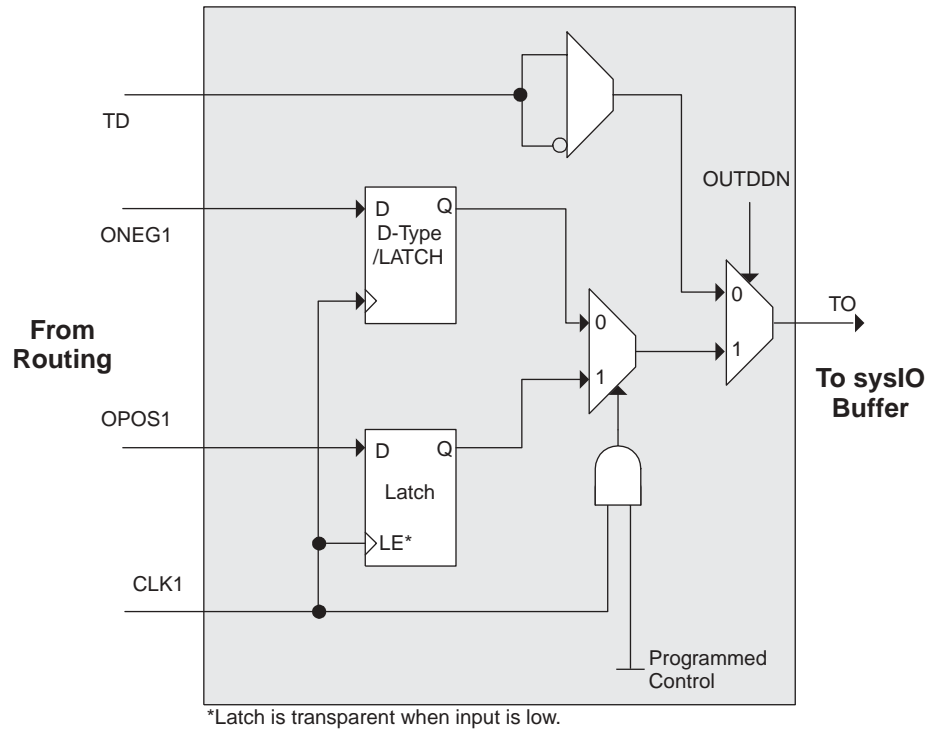 TD
OUTDDN
ONEG1
D Q
D-Type
/LATCH
0
TO
From
Routing
0
1
1
To sysIO
Buffer
OPOS1
D Q
Latch
LE*
CLK1
Programmed
Control
*Latch is transparent when input is low.